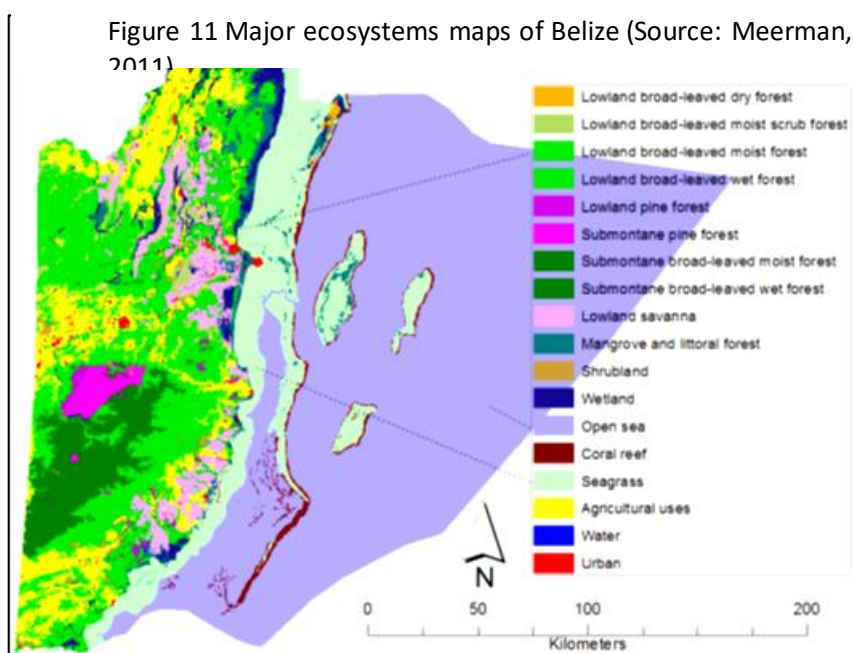 Figure 11 Major ecosystems maps of Belize (Source: Meerman,
2011)
Lowland broad-leaved dry forest
Lowland broad-leaved moist scrub forest
Lowland broad-leaved moist forest
Lowland broad-leaved wet forest
Lowland pine forest
Submontane pine forest
Submontane broad-leaved moist forest
Submontane broad-leaved wet forest
Lowland savanna
Mangrove and littoral forest
Shrubland
Wetland
Open sea
Coral reef
Seagrass
Agricultural uses
Water
Urban
N
0 50 100 200
Kilometers